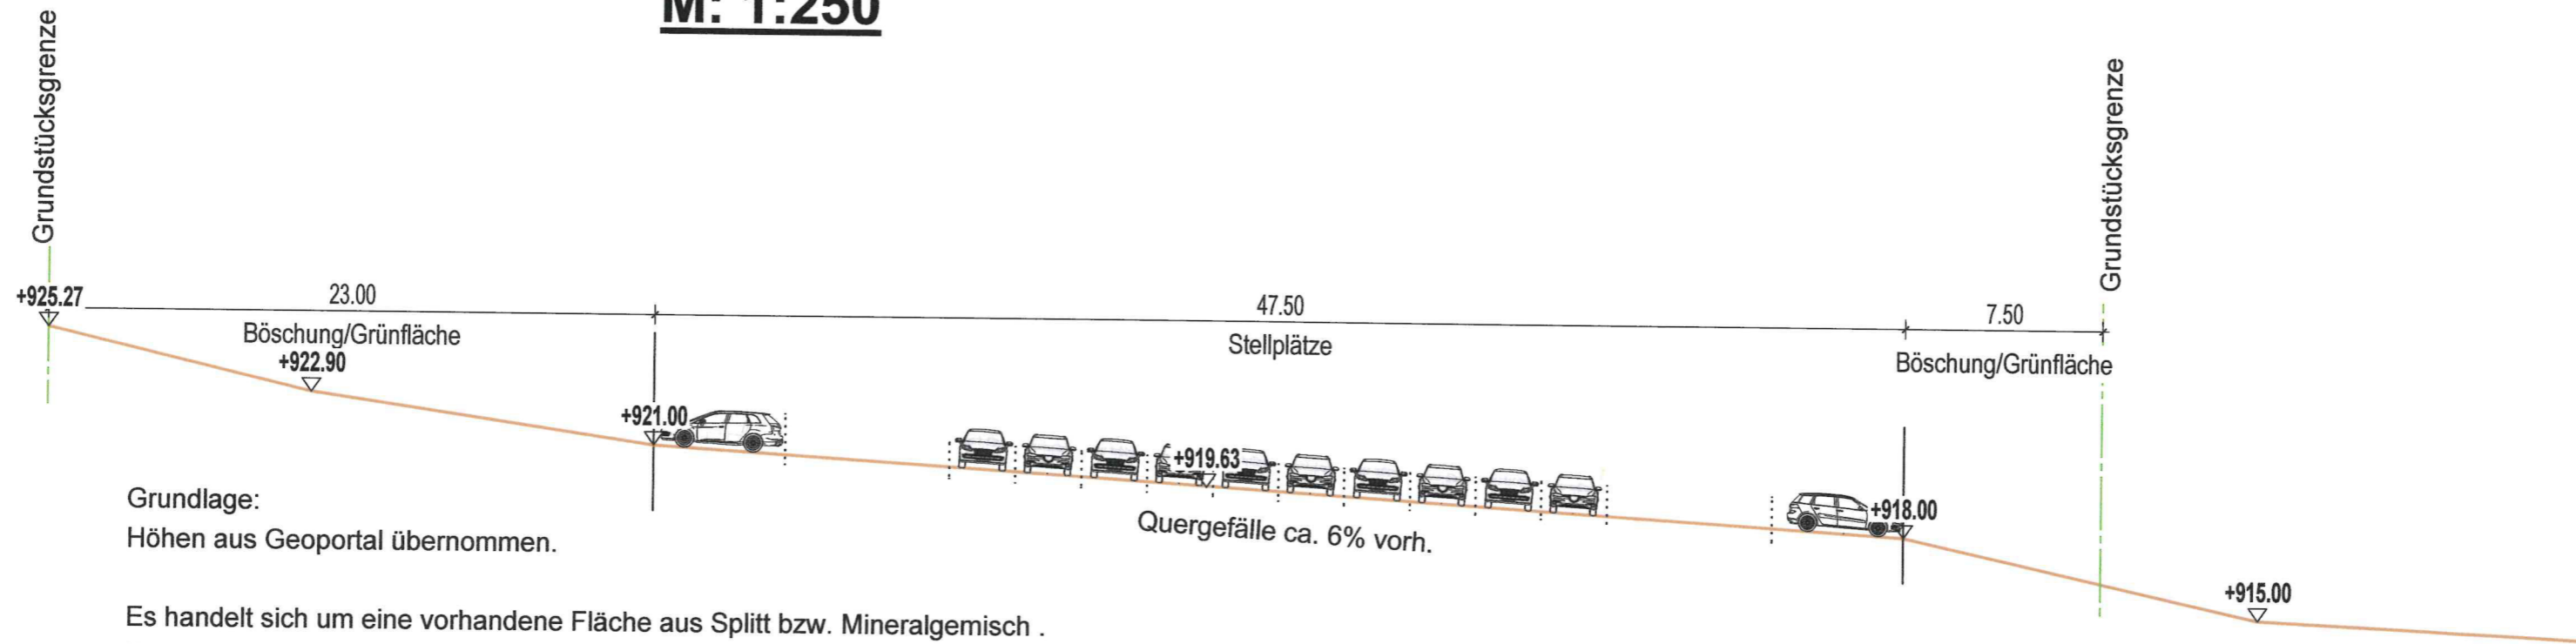 M: 1:250
Grundstücksgrenze
Grundstücksgrenze
+925.27
23.00
47.50
7.50
Böschung/Grünfläche
Stellplätze
Böschung/Grünfläche
+922.90
+921.00
+919.63
+918.00
Quergefälle ca. 6% vorh.
+915.00
Grundlage:
Höhen aus Geoportal übernommen.
Es handelt sich um eine vorhandene Fläche aus Splitt bzw. Mineralgemisch .